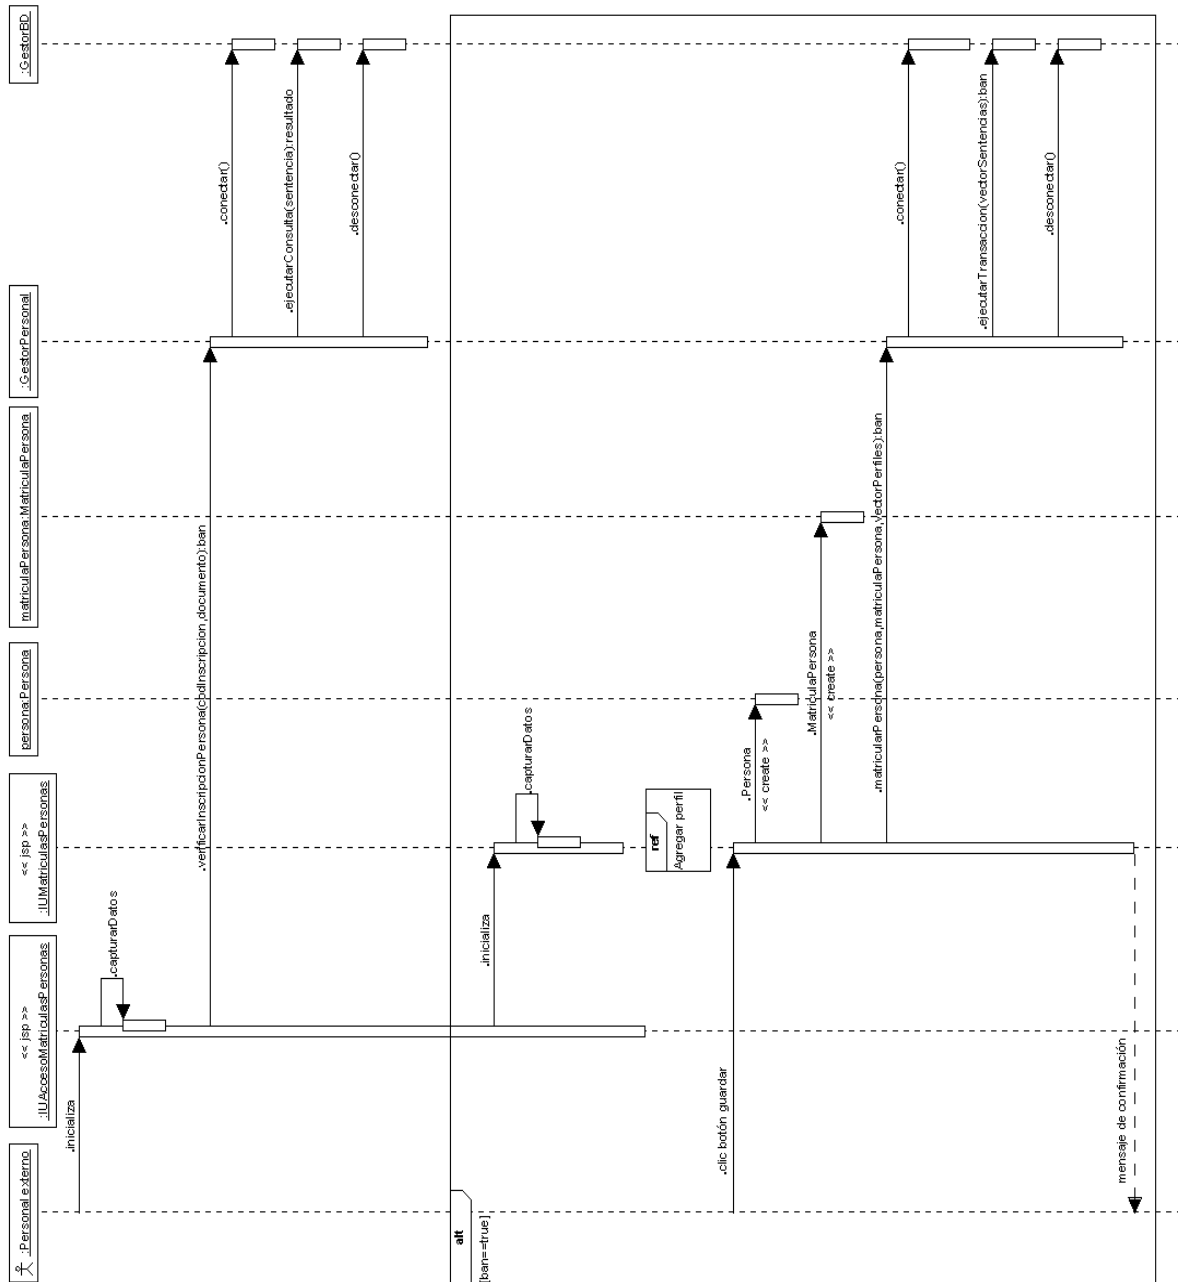 :Personal externo
<< jsp >>
:IUAccesoMatriculasPersonas
<< jsp >>
:IUMatriculasPersonas
persona:Persona
matriculaPersona:MatriculaPersona
:GestorPersonal
:GestorBD
.inicializa
.capturarDatos
.verificarInscripcionPersona(codInscripcion,documento):ban
.conectar()
.ejecutarConsulta(sentencia):resultado
.desconectar()
alt
[ban==true]
.inicializa
.capturarDatos
ref
Agregar perfil
.clic botón guardar
.Persona
<< create >>
.MatriculaPersona
<< create >>
.matricularPersona(persona,matriculaPersona,vectorPerfiles):ban
.conectar()
.ejecutarTransaccion(vectorSentencias):ban
.desconectar()
mensaje de confirmación